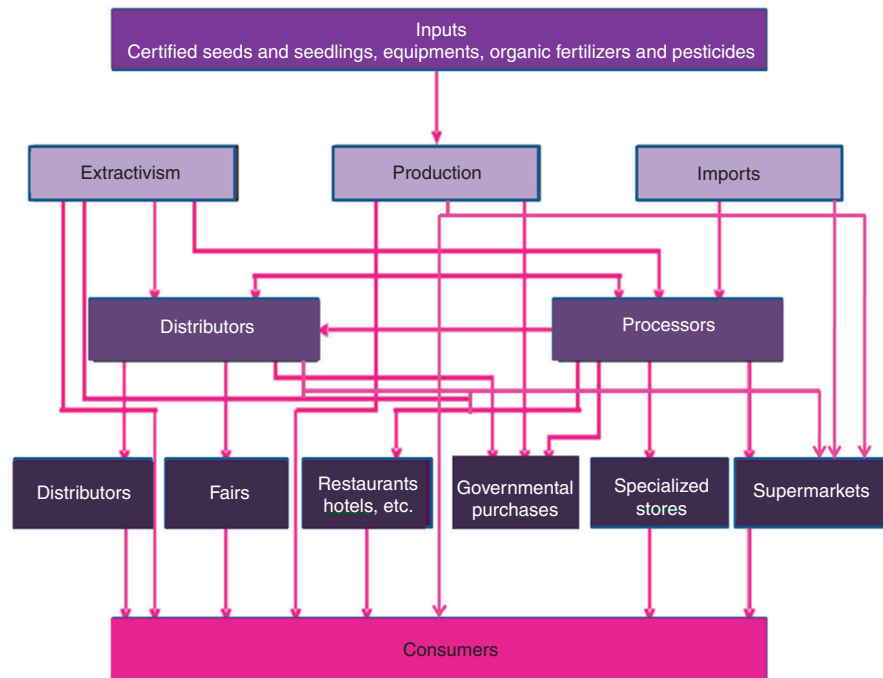 Inputs
Certified seeds and seedlings, equipments, organic fertilizers and pesticides
Extractivism
Production
Imports
Distributors
Processors
Distributors
Fairs
Restaurants
hotels, etc.
Governmental
purchases
Specialized
stores
Supermarkets
Consumers